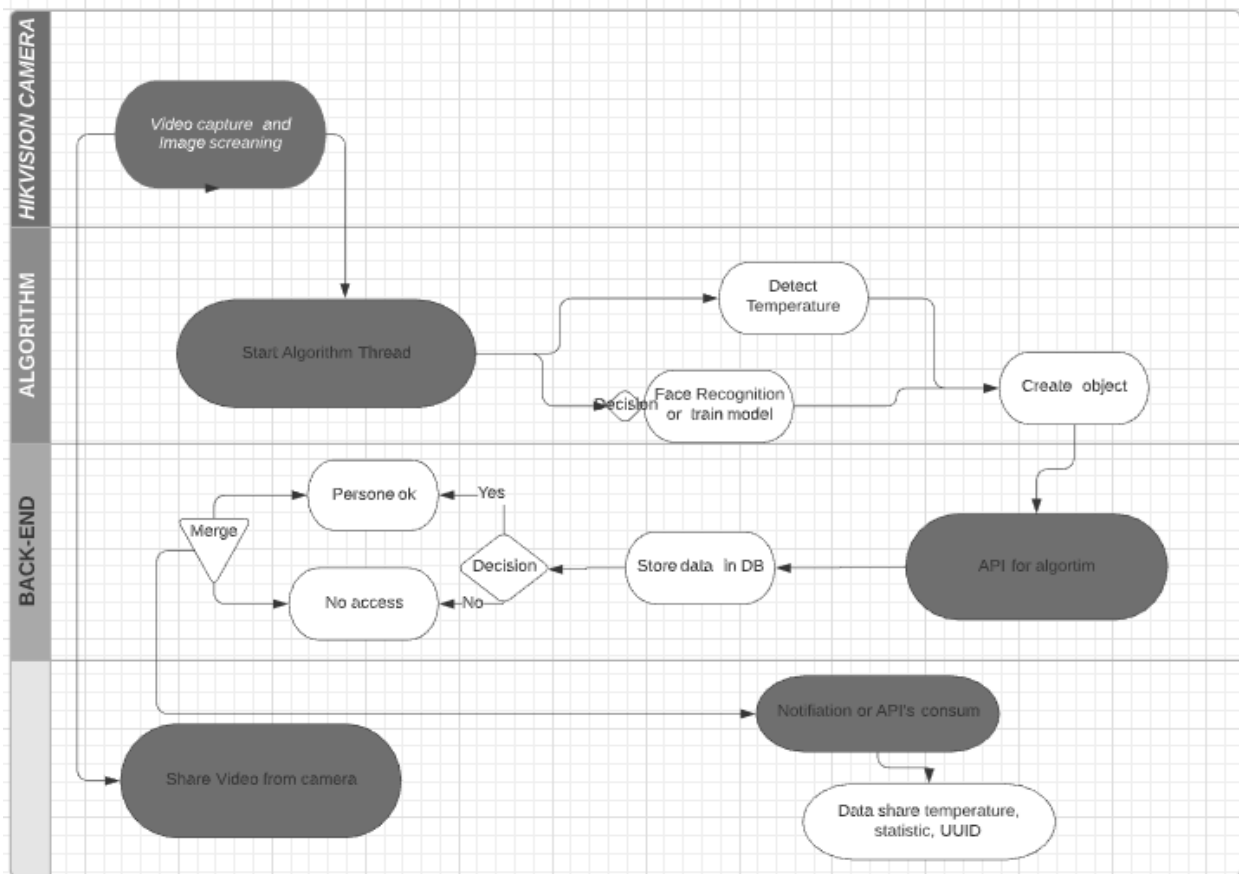 HIKVISION CAMERA
Video capture and
Image screaning
ALGORITHM
Start Algorithm Thread
Detect
Temperature
Decision
Face Recognition
or train model
Create object
BACK-END
Persone ok
Yes
Merge
Decision
Store data in DB
API for algortim
No access
No
Notifiation or API's consum
Share Video from camera
Data share temperature,
statistic, UUID